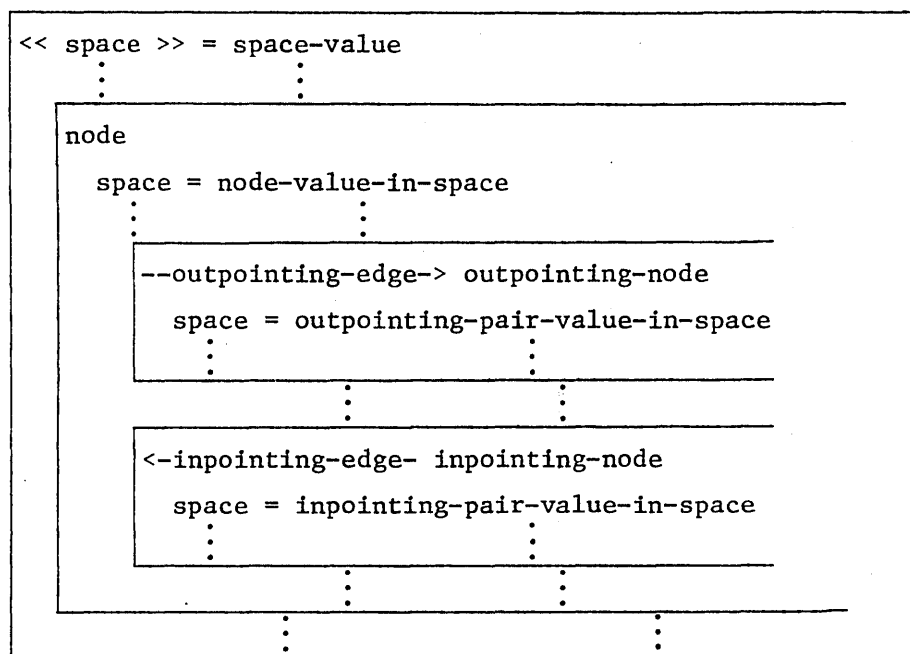 << space >> = space-value
node
space = node-value-in-space
--outpointing-edge-> outpointing-node
space = outpointing-pair-value-in-space
<-inpointing-edge- inpointing-node
space = inpointing-pair-value-in-space